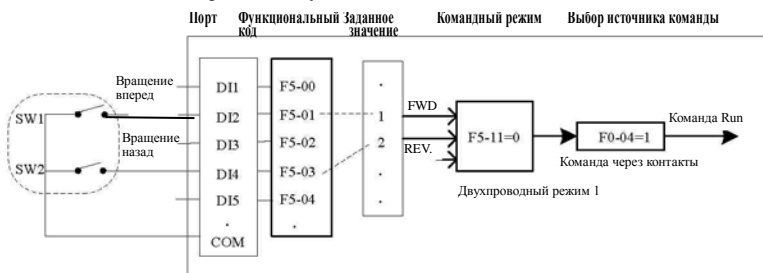 Порт Функциональный код Заданное значение Командный режим Выбор источника команды
Вращение вперед
SW1
Вращение назад
SW2
DI1
DI2
DI3
DI4
DI5
.
COM
F5-00
F5-01
F5-02
F5-03
F5-04
.
.
1
2
.
.
FWD
REV.
F5-11=0
Двухпроводный режим 1
F0-04=1
Команда через контакты
Команда Run